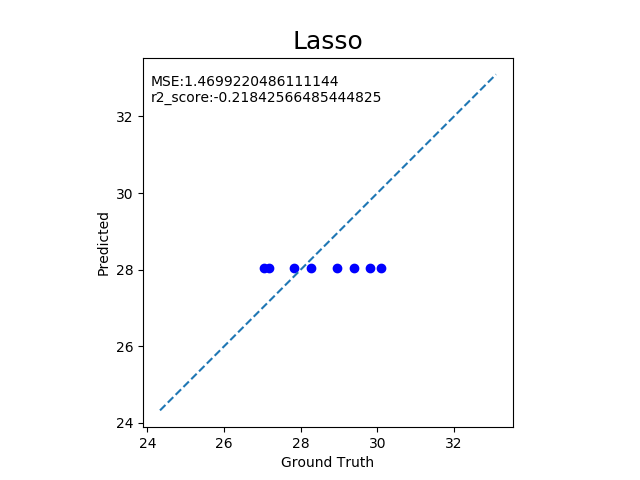 Lasso
MSE:1.4699220486111144
r2_score:-0.21842566485444825
32
30
28
26
24
Predicted
24
26
28
30
32
Ground Truth